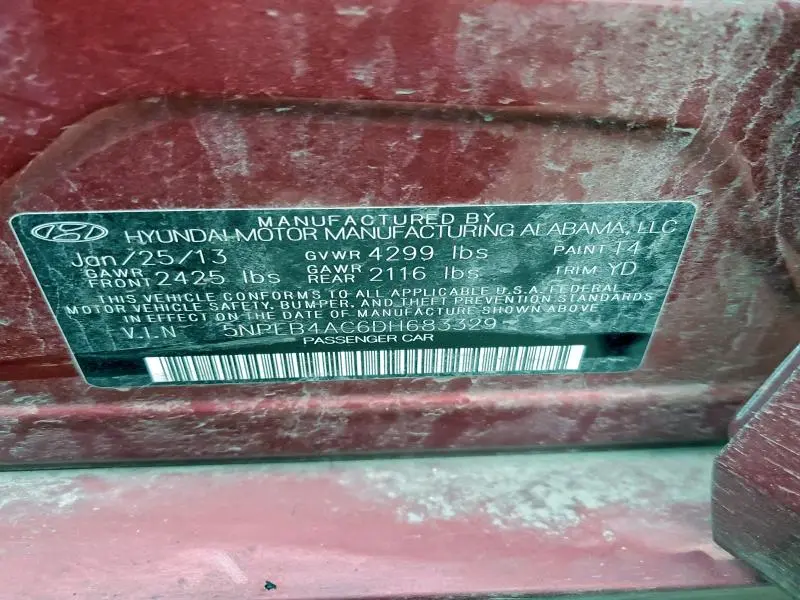 MANUFACTURED BY
HYUNDAI MOTOR MANUFACTURING ALABAMA, LLC
Jan/25/13 GVWR 4299 lbs PAINT T4
GAWR FRONT 2425 lbs GAWR REAR 2116 lbs TRIM YD
THIS VEHICLE CONFORMS TO ALL APPLICABLE U.S.A. FEDERAL
MOTOR VEHICLE SAFETY, BUMPER, AND THEFT PREVENTION STANDARDS
IN EFFECT ON THE DATE OF MANUFACTURE SHOWN ABOVE
V.I.N 5NPEB4AC6DH683329
PASSENGER CAR